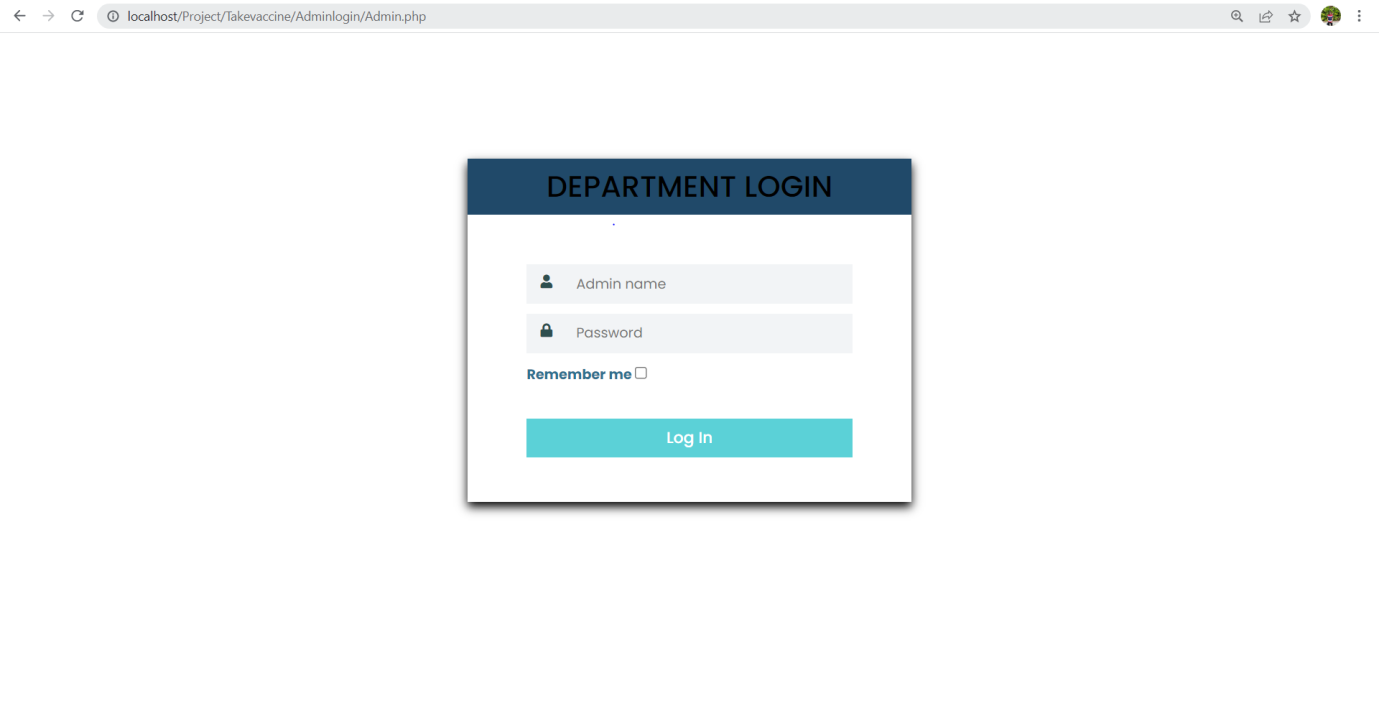 localhost/Project/Takevaccine/Adminlogin/Admin.php
DEPARTMENT LOGIN
Admin name
Password
Remember me
Log In